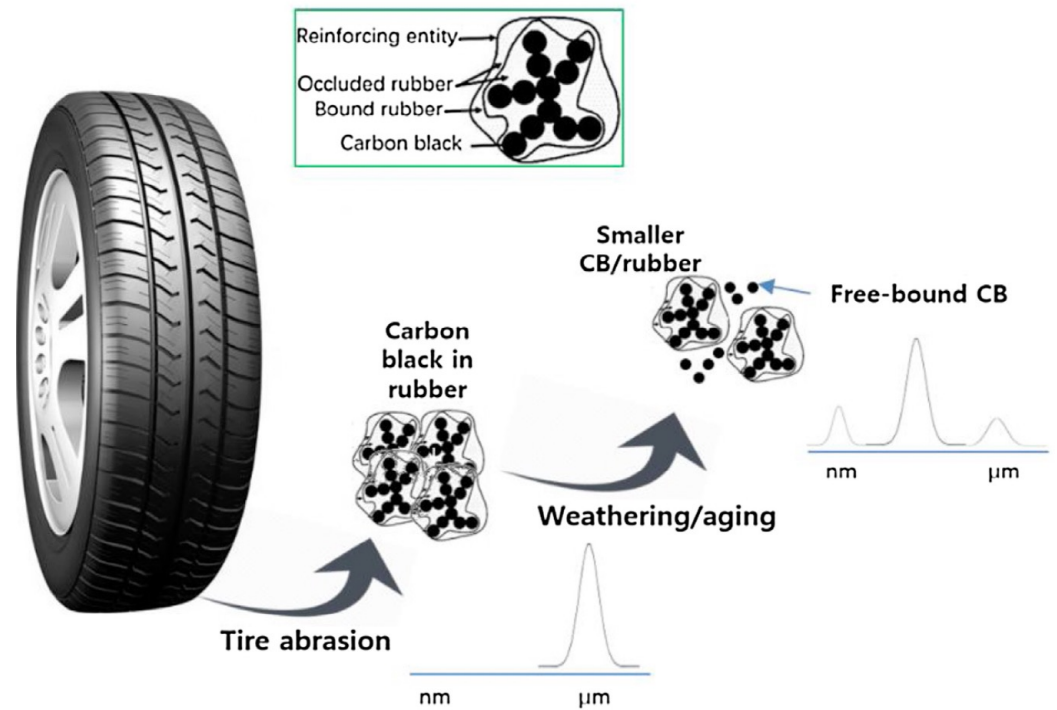 Reinforcing entity
Occluded rubber
Bound rubber
Carbon black
Smaller
CB/rubber
Free-bound CB
Carbon
black in
rubber
nm
μm
Weathering/aging
Tire abrasion
nm
μm